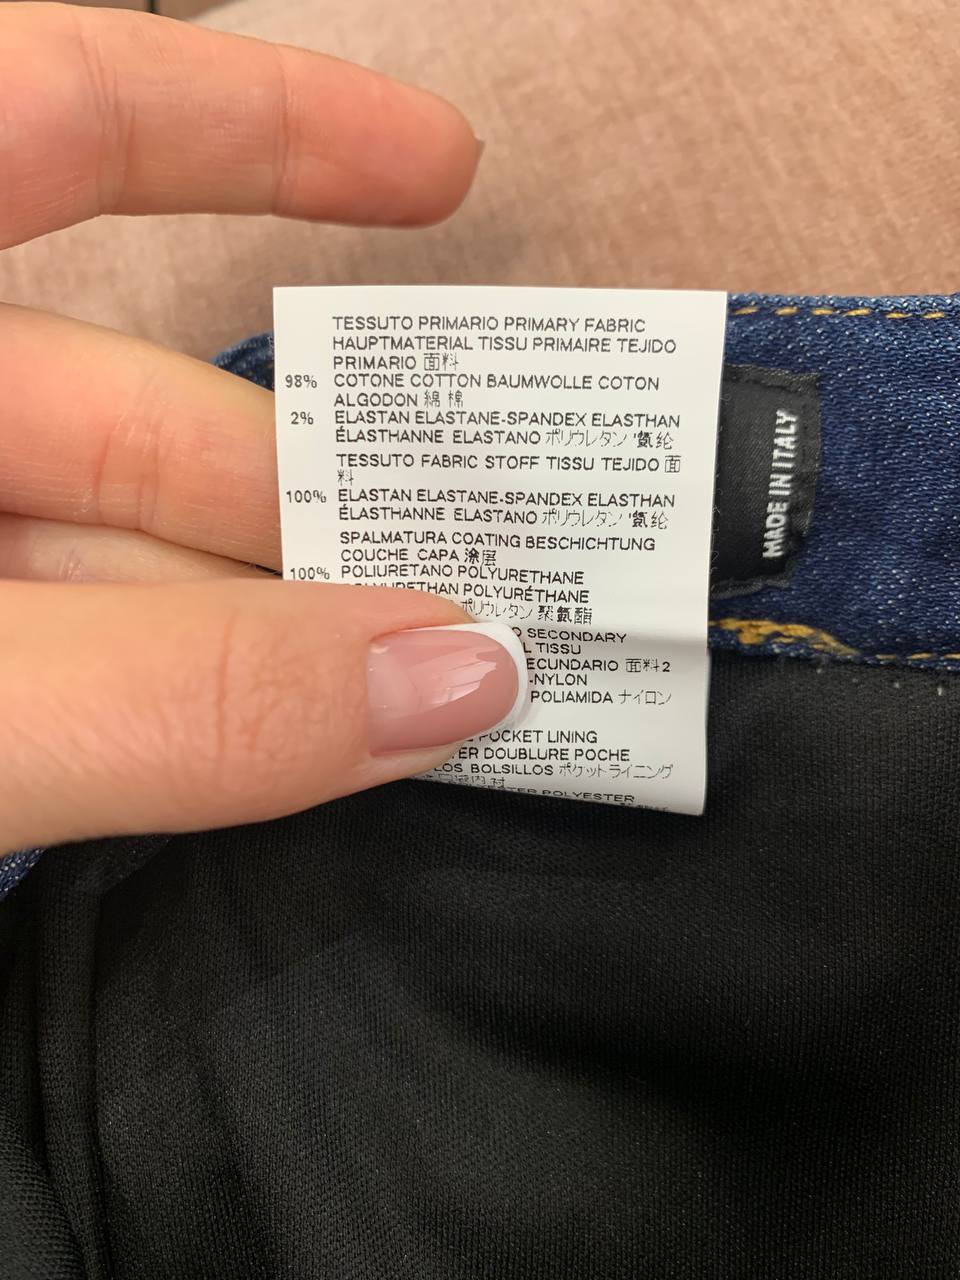 TESSUTO PRIMARIO PRIMARY FABRIC
HAUPTMATERIAL TISSU PRIMAIRE TEJIDO
PRIMARIO 面料
98% COTONE COTTON BAUMWOLLE COTON
ALGODON 綿 棉
2% ELASTAN ELASTANE-SPANDEX ELASTHAN
ÉLASTHANNE ELASTANO ポリウレタン '氨纶
TESSUTO FABRIC STOFF TISSU TEJIDO 面
料
100% ELASTAN ELASTANE-SPANDEX ELASTHAN
ÉLASTHANNE ELASTANO ポリウレタン '氨纶
SPALMATURA COATING BESCHICHTUNG
COUCHE CAPA 涂层
100% POLIURETANO POLYURETHANE
POLYURETHAN POLYURÉTHANE
ポリウレタン 聚氨酯
SECONDARY
TISSU
ECUNDARIO 面料2
-NYLON
POLIAMIDA ナイロン
POCKET LINING
DOUBLURE POCHE
LOS BOLSILLOS ポケットライニング
POLYESTER
MADE IN ITALY